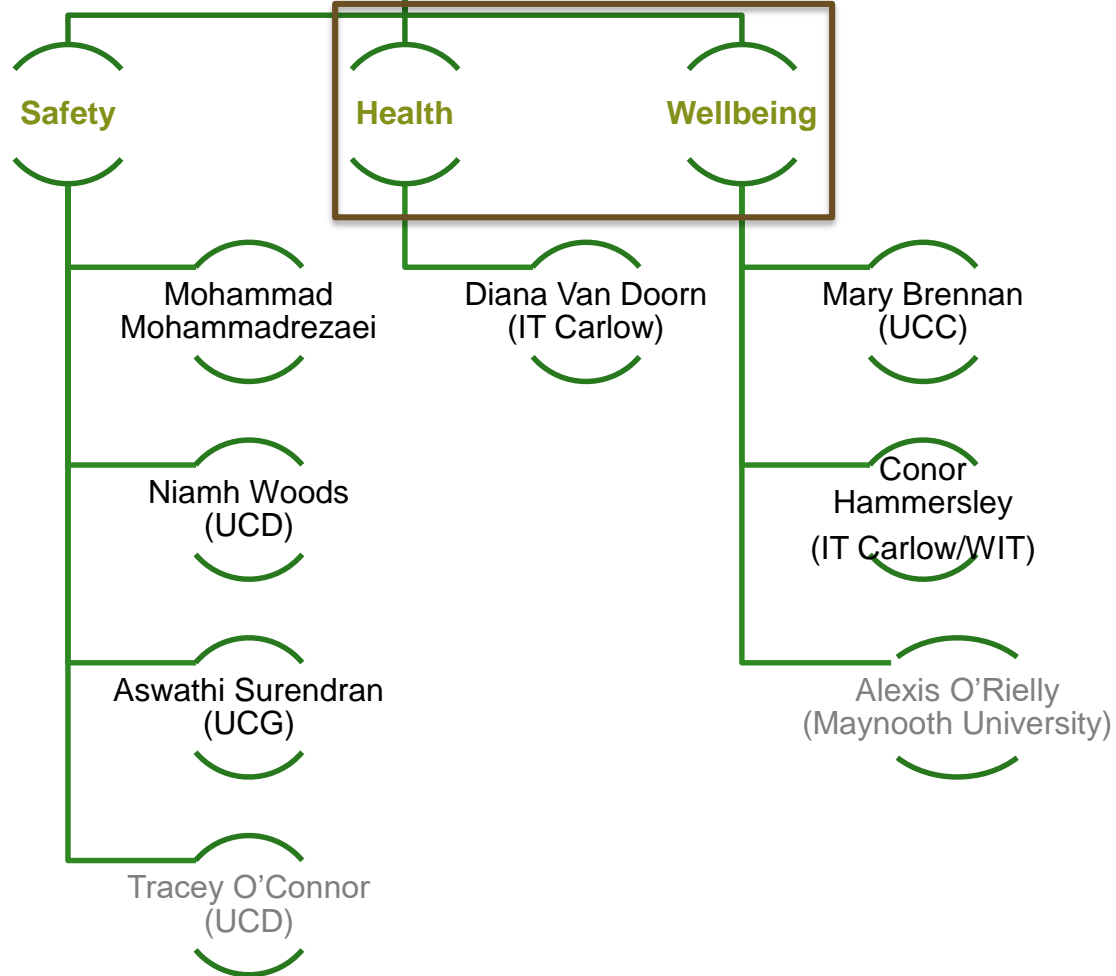 Safety
Health
Wellbeing
Mohammad
Mohammadrezaei
Diana Van Doorn
(IT Carlow)
Mary Brennan
(UCC)
Niamh Woods
(UCD)
Conor
Hammersley
(IT Carlow/WIT)
Aswathi Surendran
(UCG)
Alexis O’Rielly
(Maynooth University)
Tracey O’Connor
(UCD)